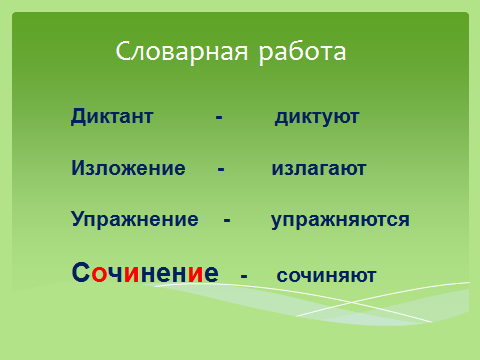 Словарная работа
Диктант - диктуют
Изложение - излагают
Упражнение - упражняются
Сочинение - сочиняют